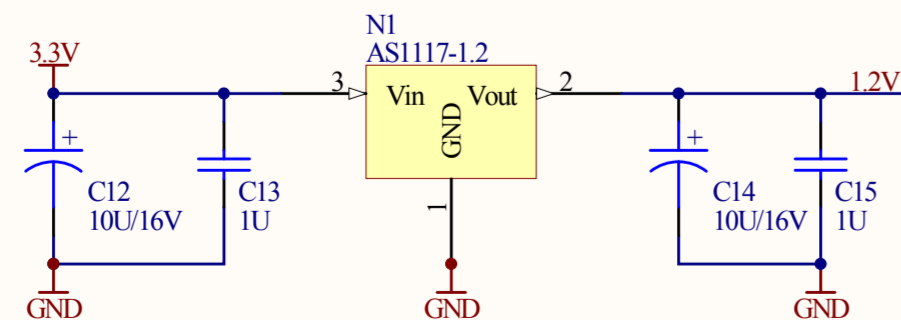 N1
AS1117-1.2
3.3V
3
Vin
Vout
2
1.2V
GND
+
C12
10U/16V
C13
1U
1
+
C14
10U/16V
C15
1U
GND
GND
GND